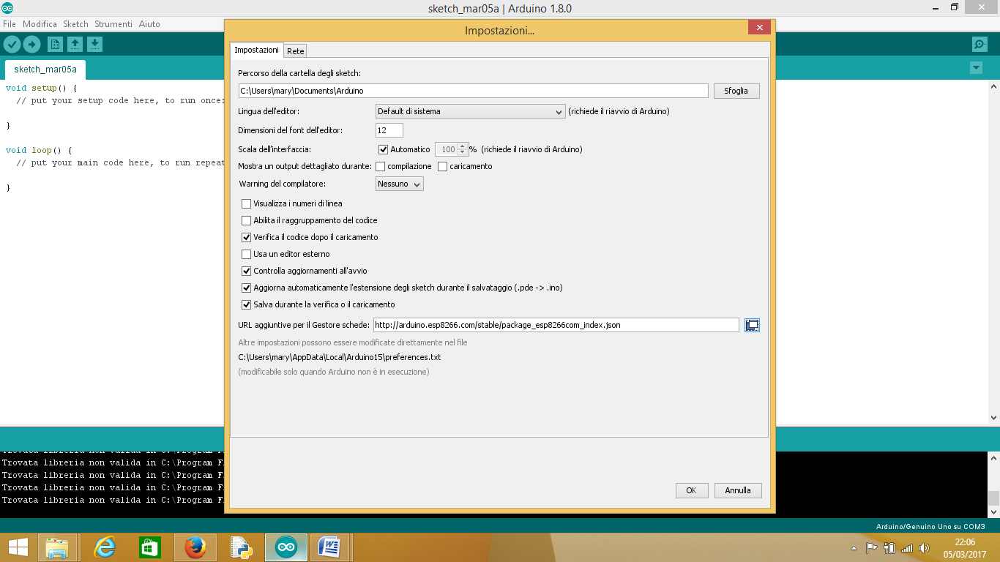 sketch_mar05a | Arduino 1.8.0
File Modifica Sketch Strumenti Aiuto
sketch_mar05a
void setup() {
// put your setup code here, to run once:
}
void loop() {
// put your main code here, to run repeat
}
Impostazioni...
Impostazioni Rete
Percorso della cartella degli sketch:
C:\Users\mary\Documents\Arduino Sfoglia
Lingua dell'editor: Default di sistema (richiede il riavvio di Arduino)
Dimensioni del font dell'editor: 12
Scala dell'interfaccia: Automatico 100 % (richiede il riavvio di Arduino)
Mostra un output dettagliato durante: compilazione caricamento
Warning del compilatore: Nessuno
Visualizza i numeri di linea
Abilita il raggruppamento del codice
Verifica il codice dopo il caricamento
Usa un editor esterno
Controlla aggiornamenti all'avvio
Aggiorna automaticamente l'estensione degli sketch durante il salvataggio (.pde -> .ino)
Salva durante la verifica o il caricamento
URL aggiuntive per il Gestore schede: http://arduino.esp8266.com/stable/package_esp8266com_index.json
Altre impostazioni possono essere modificate direttamente nel file
C:\Users\mary\AppData\Local\Arduino15\preferences.txt
(modificabile solo quando Arduino non è in esecuzione)
OK Annulla
Trovata libreria non valida in C:\Program F
Trovata libreria non valida in C:\Program F
Trovata libreria non valida in C:\Program F
Trovata libreria non valida in C:\Program F
Arduino/Genuino Uno su COM3
22:06
05/03/2017